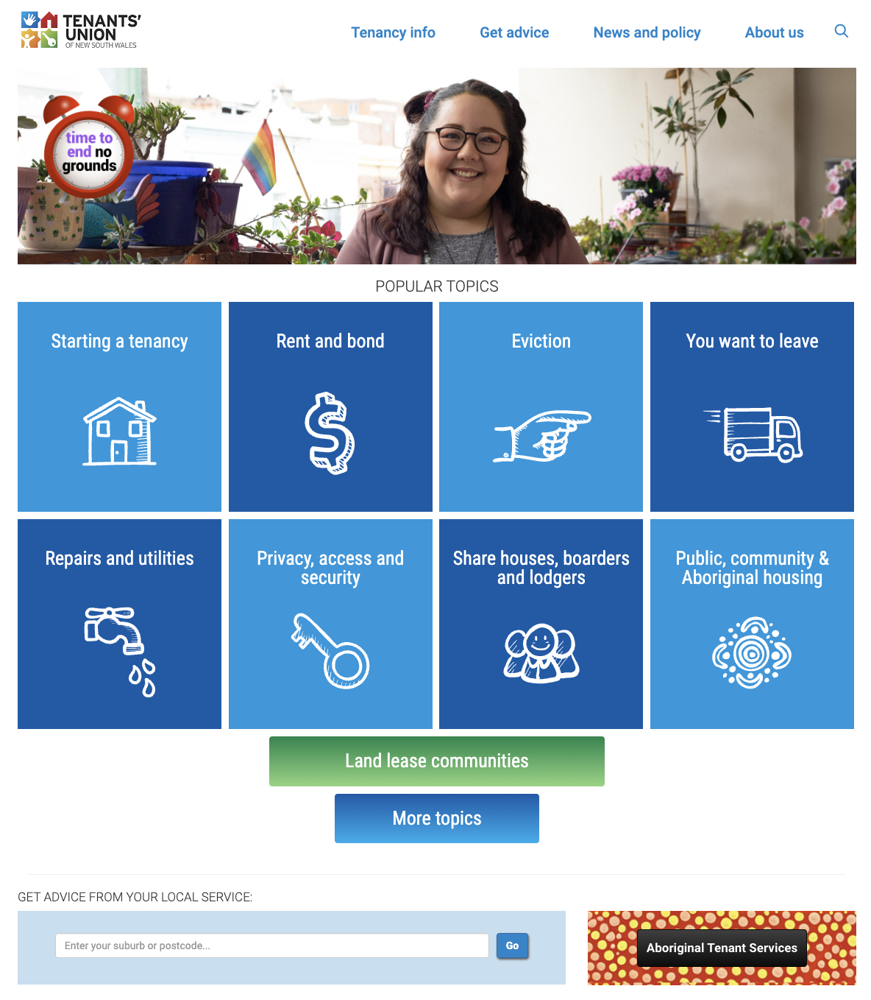 TENANTS'
UNION
OF NEW SOUTH WALES
Tenancy info
Get advice
News and policy
About us
time to
end no
grounds
POPULAR TOPICS
Starting a tenancy
Rent and bond
Eviction
You want to leave
Repairs and utilities
Privacy, access and
security
Share houses, boarders
and lodgers
Public, community &
Aboriginal housing
Land lease communities
More topics
GET ADVICE FROM YOUR LOCAL SERVICE:
Enter your suburb or postcode...
Go
Aboriginal Tenant Services